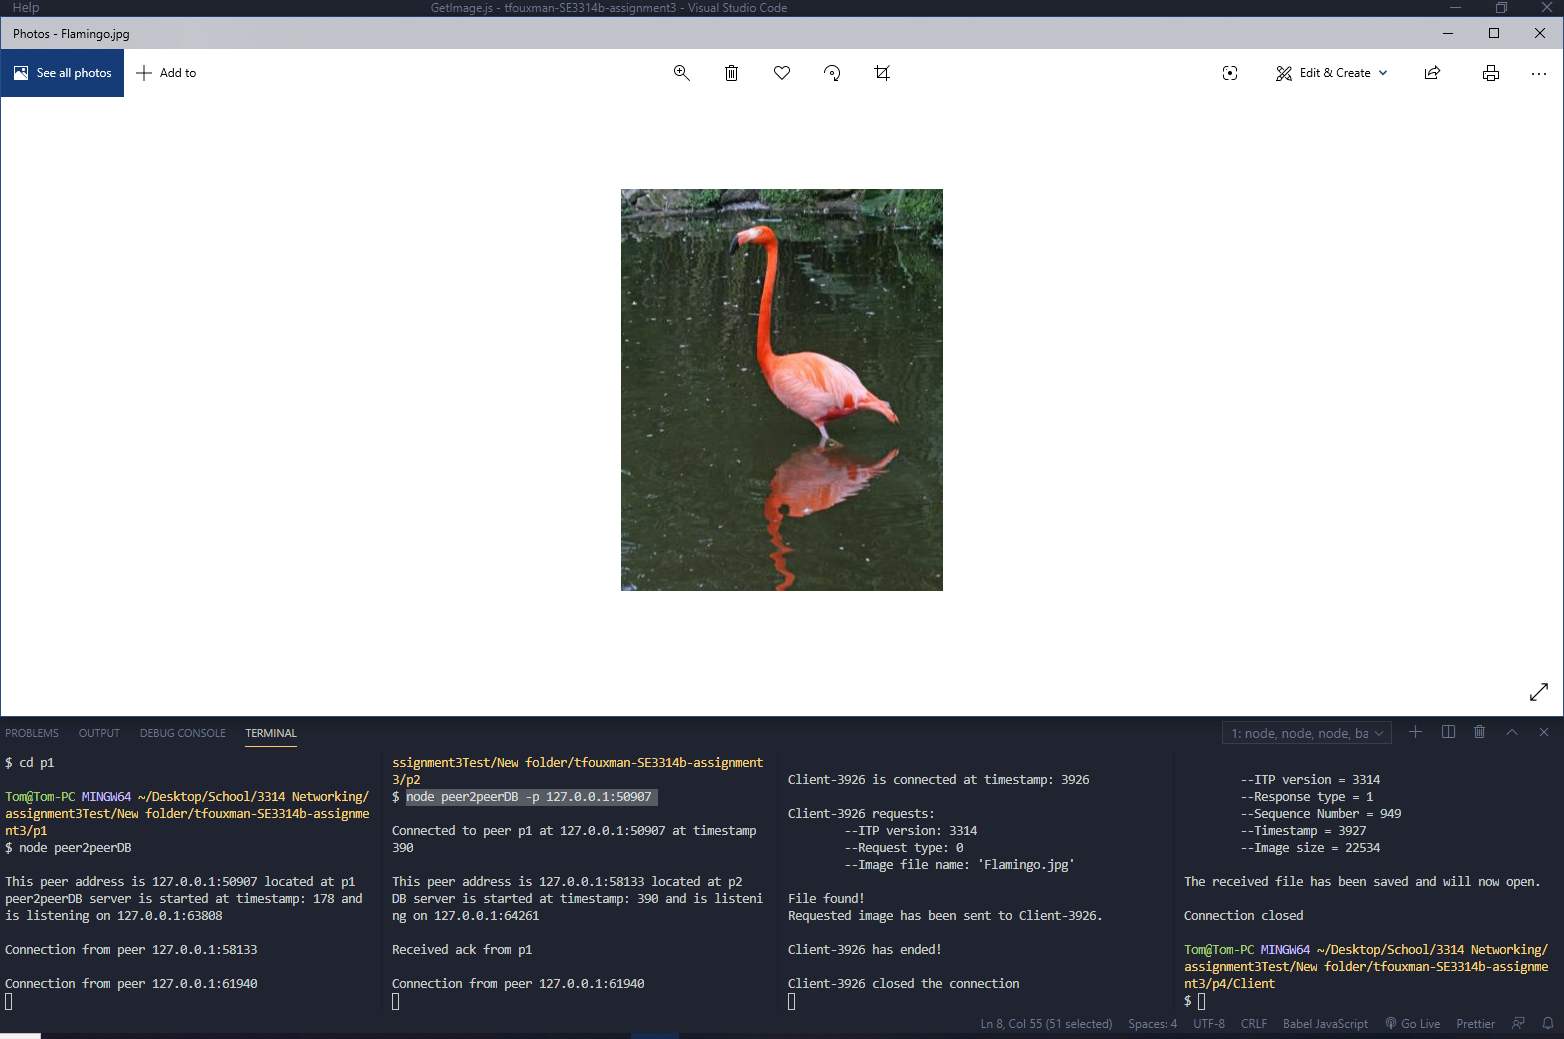 Help
GetImage.js - tfouxman-SE3314b-assignment3 - Visual Studio Code
Photos - Flamingo.jpg
See all photos
Add to
Edit & Create
PROBLEMS OUTPUT DEBUG CONSOLE TERMINAL
1: node, node, node, ba
$ cd p1
Tom@Tom-PC MINGW64 ~/Desktop/School/3314 Networking/
assignment3Test/New folder/tfouxman-SE3314b-assignme
nt3/p1
$ node peer2peerDB
This peer address is 127.0.0.1:50907 located at p1
peer2peerDB server is started at timestamp: 178 and
is listening on 127.0.0.1:63808
Connection from peer 127.0.0.1:58133
Connection from peer 127.0.0.1:61940
ssignment3Test/New folder/tfouxman-SE3314b-assignment
3/p2
$ node peer2peerDB -p 127.0.0.1:50907
Connected to peer p1 at 127.0.0.1:50907 at timestamp
390
This peer address is 127.0.0.1:58133 located at p2
DB server is started at timestamp: 390 and is listeni
ng on 127.0.0.1:64261
Received ack from p1
Connection from peer 127.0.0.1:61940
Client-3926 is connected at timestamp: 3926
Client-3926 requests:
--ITP version: 3314
--Request type: 0
--Image file name: 'Flamingo.jpg'
File found!
Requested image has been sent to Client-3926.
Client-3926 has ended!
Client-3926 closed the connection
--ITP version = 3314
--Response type = 1
--Sequence Number = 949
--Timestamp = 3927
--Image size = 22534
The received file has been saved and will now open.
Connection closed
Tom@Tom-PC MINGW64 ~/Desktop/School/3314 Networking/
assignment3Test/New folder/tfouxman-SE3314b-assignme
nt3/p4/Client
$
Ln 8, Col 55 (51 selected) Spaces: 4 UTF-8 CRLF Babel JavaScript Go Live Prettier